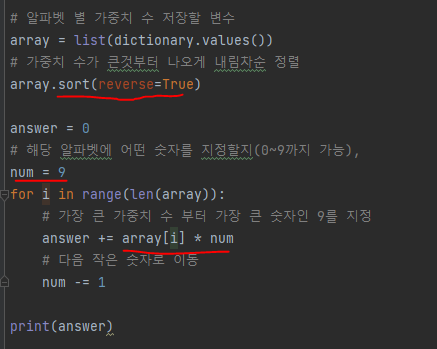 # 알파벳 별 가중치 수 저장할 변수
array = list(dictionary.values())
# 가중치 수가 큰것부터 나오게 내림차순 정렬
array.sort(reverse=True)
answer = 0
# 해당 알파벳에 어떤 숫자를 지정할지(0~9까지 가능),
num = 9
for i in range(len(array)):
# 가장 큰 가중치 수 부터 가장 큰 숫자인 9를 지정
answer += array[i] * num
# 다음 작은 숫자로 이동
num -= 1
print(answer)